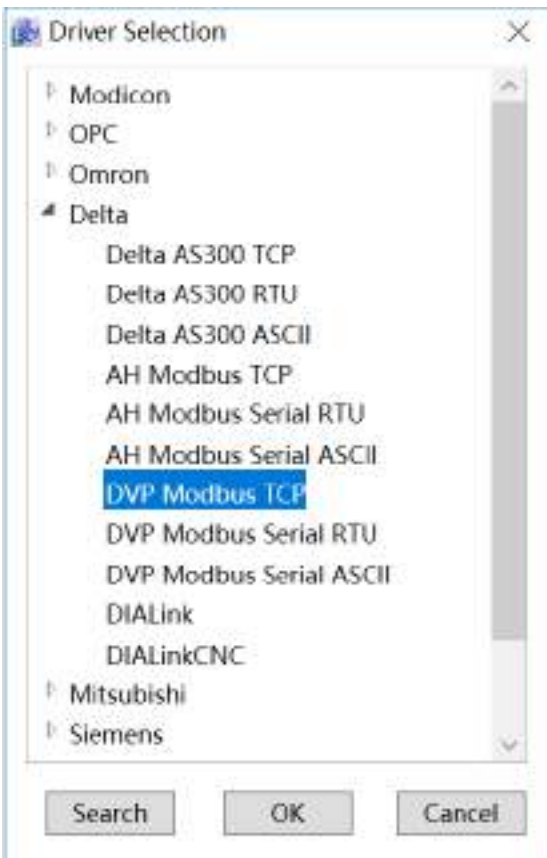 Driver Selection
Modicon
OPC
Omron
Delta
Delta AS300 TCP
Delta AS300 RTU
Delta AS300 ASCII
AH Modbus TCP
AH Modbus Serial RTU
AH Modbus Serial ASCII
DVP Modbus TCP
DVP Modbus Serial RTU
DVP Modbus Serial ASCII
DIALink
DIALinkCNC
Mitsubishi
Siemens
Search OK Cancel